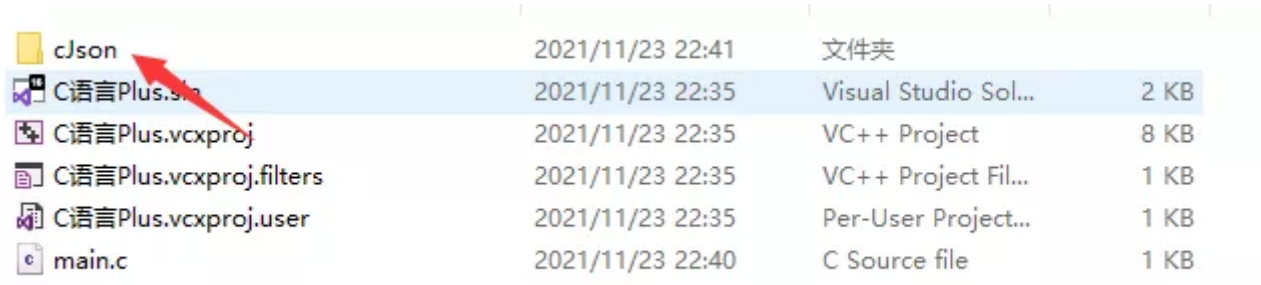 cJson 2021/11/23 22:41 文件夹
C语言Plus.sln 2021/11/23 22:35 Visual Studio Sol... 2 KB
C语言Plus.vcxproj 2021/11/23 22:35 VC++ Project 8 KB
C语言Plus.vcxproj.filters 2021/11/23 22:35 VC++ Project Fil... 1 KB
C语言Plus.vcxproj.user 2021/11/23 22:35 Per-User Project... 1 KB
main.c 2021/11/23 22:40 C Source file 1 KB